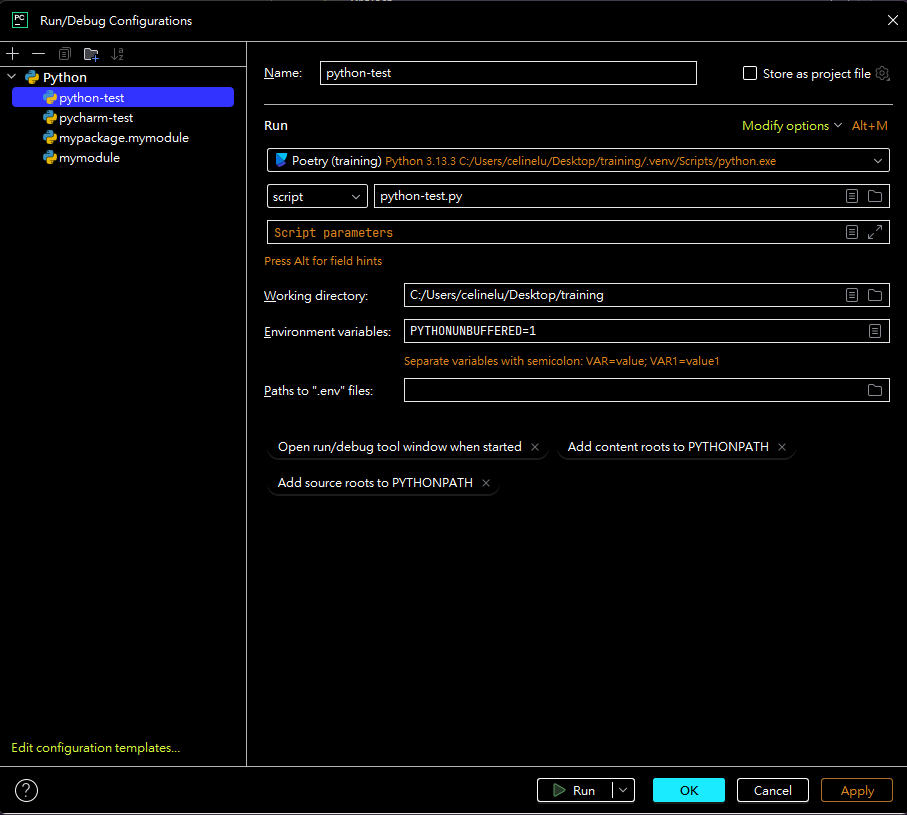 PC
Run/Debug Configurations
Python
python-test
pycharm-test
mypackage.mymodule
mymodule
Edit configuration templates...
Name: python-test
Store as project file
Run
Modify options Alt+M
Poetry (training) Python 3.13.3 C:/Users/celinelu/Desktop/training/.venv/Scripts/python.exe
script python-test.py
Script parameters
Press Alt for field hints
Working directory: C:/Users/celinelu/Desktop/training
Environment variables: PYTHONUNBUFFERED=1
Separate variables with semicolon: VAR=value; VAR1=value1
Paths to ".env" files:
Open run/debug tool window when started × Add content roots to PYTHONPATH ×
Add source roots to PYTHONPATH ×
? Run OK Cancel Apply